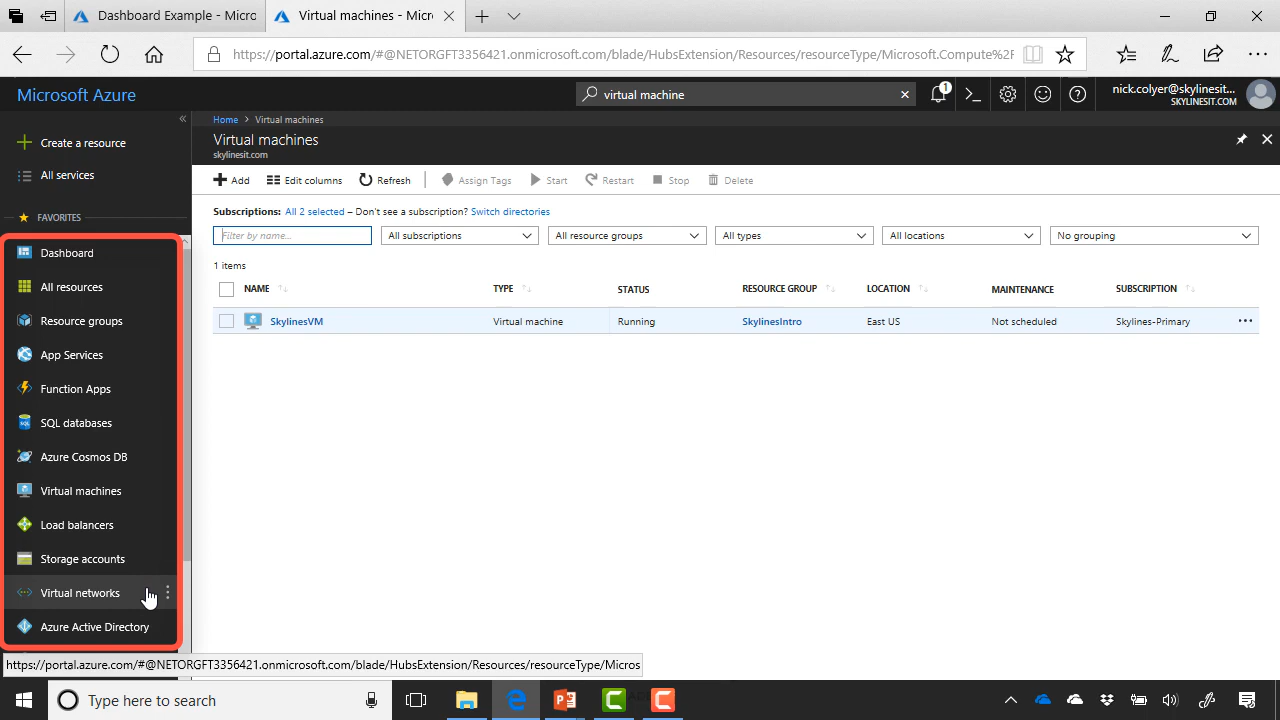 Dashboard Example - Micro
Virtual machines - Micro
https://portal.azure.com/#@NETORGFT3356421.onmicrosoft.com/blade/HubsExtension/Resources/resourceType/Microsoft.Compute%2F
Microsoft Azure
virtual machine
1
nick.colyer@skylinesit...
SKYLINESIT.COM
Create a resource
All services
FAVORITES
Dashboard
All resources
Resource groups
App Services
Function Apps
SQL databases
Azure Cosmos DB
Virtual machines
Load balancers
Storage accounts
Virtual networks
Azure Active Directory
Home > Virtual machines
Virtual machines
skylinesit.com
Add Edit columns Refresh Assign Tags Start Restart Stop Delete
Subscriptions: All 2 selected – Don't see a subscription? Switch directories
Filter by name... All subscriptions All resource groups All types All locations No grouping
1 items
NAME TYPE STATUS RESOURCE GROUP LOCATION MAINTENANCE SUBSCRIPTION
SkylinesVM Virtual machine Running SkylinesIntro East US Not scheduled Skylines-Primary
https://portal.azure.com/#@NETORGFT3356421.onmicrosoft.com/blade/HubsExtension/Resources/resourceType/Micros
Type here to search